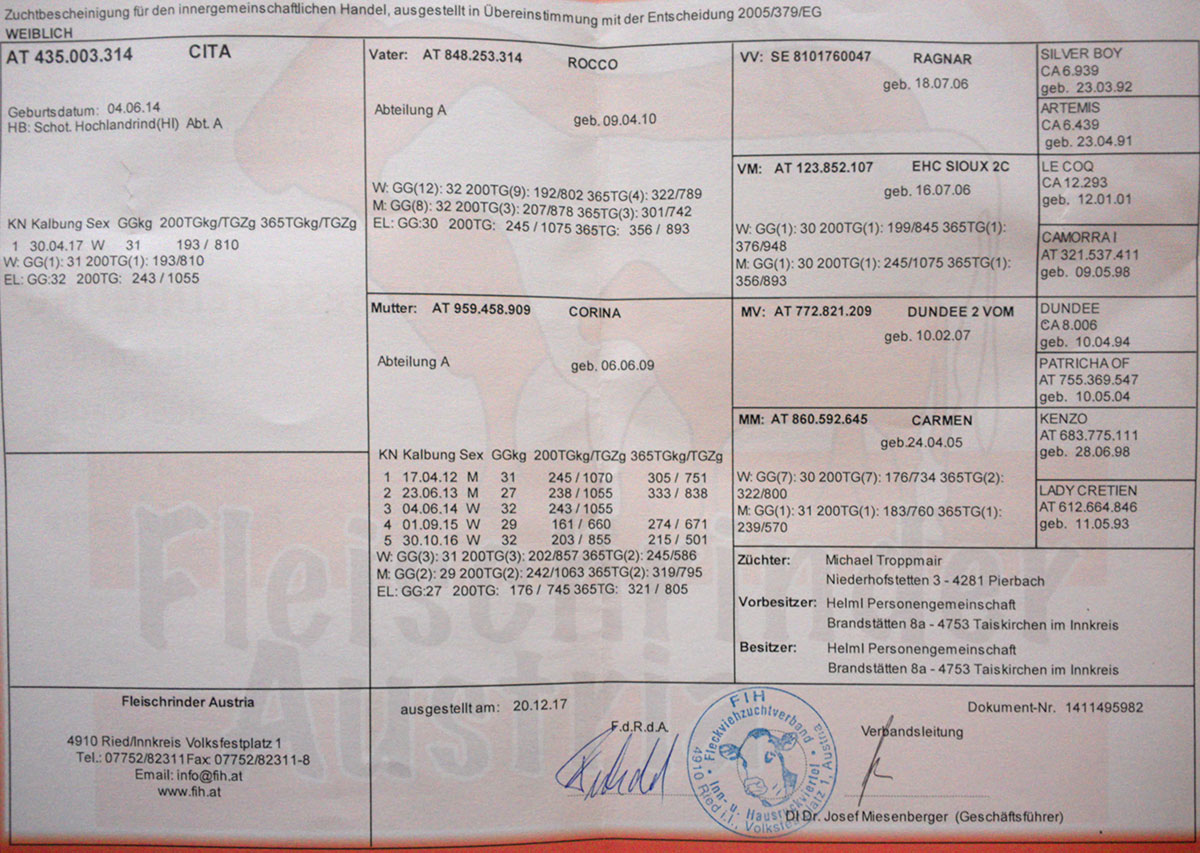 Zuchtbescheinigung für den innergemeinschaftlichen Handel, ausgestellt in Übereinstimmung mit der Entscheidung 2005/379/EG
WEIBLICH
AT 435.003.314 CITA
Geburtsdatum: 04.06.14
HB: Schot. Hochlandrind(HI) Abt. A
KN Kalbung Sex GGkg 200TGkg/TGZg 365TGkg/TGZg
1 30.04.17 W 31 193 / 810
W: GG(1): 31 200TG(1): 193/810
EL: GG:32 200TG: 243 / 1055
Vater: AT 848.253.314 ROCCO
Abteilung A geb. 09.04.10
W: GG(12): 32 200TG(9): 192/802 365TG(4): 322/789
M: GG(8): 32 200TG(3): 207/878 365TG(3): 301/742
EL: GG:30 200TG: 245 / 1075 365TG: 356 / 893
Mutter: AT 959.458.909 CORINA
Abteilung A geb. 06.06.09
KN Kalbung Sex GGkg 200TGkg/TGZg 365TGkg/TGZg
1 17.04.12 M 31 245 / 1070 305 / 751
2 23.06.13 M 27 238 / 1055 333 / 838
3 04.06.14 W 32 243 / 1055
4 01.09.15 W 29 161 / 660 274 / 671
5 30.10.16 W 32 203 / 855 215 / 501
W: GG(3): 31 200TG(3): 202/857 365TG(2): 245/586
M: GG(2): 29 200TG(2): 242/1063 365TG(2): 319/795
EL: GG:27 200TG: 176 / 745 365TG: 321 / 805
VV: SE 8101760047 RAGNAR
geb. 18.07.06
VM: AT 123.852.107 EHC SIOUX 2C
geb. 16.07.06
W: GG(1): 30 200TG(1): 199/845 365TG(1):
376/948
M: GG(1): 30 200TG(1): 245/1075 365TG(1):
356/893
MV: AT 772.821.209 DUNDEE 2 VOM
geb. 10.02.07
MM: AT 860.592.645 CARMEN
geb.24.04.05
W: GG(7): 30 200TG(7): 176/734 365TG(2):
322/800
M: GG(1): 31 200TG(1): 183/760 365TG(1):
239/570
SILVER BOY
CA 6.939
geb. 23.03.92
ARTEMIS
CA 6.439
geb. 23.04.91
LE COQ
CA 12.293
geb. 12.01.01
CAMORRA I
AT 321.537.411
geb. 09.05.98
DUNDEE
CA 8.006
geb. 10.04.94
PATRICHA OF
AT 755.369.547
geb. 10.05.04
KENZO
AT 683.775.111
geb. 28.06.98
LADY CRETIEN
AT 612.664.846
geb. 11.05.93
Züchter: Michael Troppmair
Niederhofstetten 3 - 4281 Pierbach
Vorbesitzer: Helml Personengemeinschaft
Brandstätten 8a - 4753 Taiskirchen im Innkreis
Besitzer: Helml Personengemeinschaft
Brandstätten 8a - 4753 Taiskirchen im Innkreis
Fleischrinder
Austria
Fleischrinder Austria
4910 Ried/Innkreis Volksfestplatz 1
Tel.: 07752/82311Fax: 07752/82311-8
Email: info@fih.at
www.fih.at
ausgestellt am: 20.12.17
F.d.R.d.A.
FIH
Fleckviehzuchtverband
Inn- u. Hausruckviertel
4910 Ried i.I., Volksfestplatz 1, Austria
Dokument-Nr. 1411495982
Verbandsleitung
DI Dr. Josef Miesenberger (Geschäftsführer)